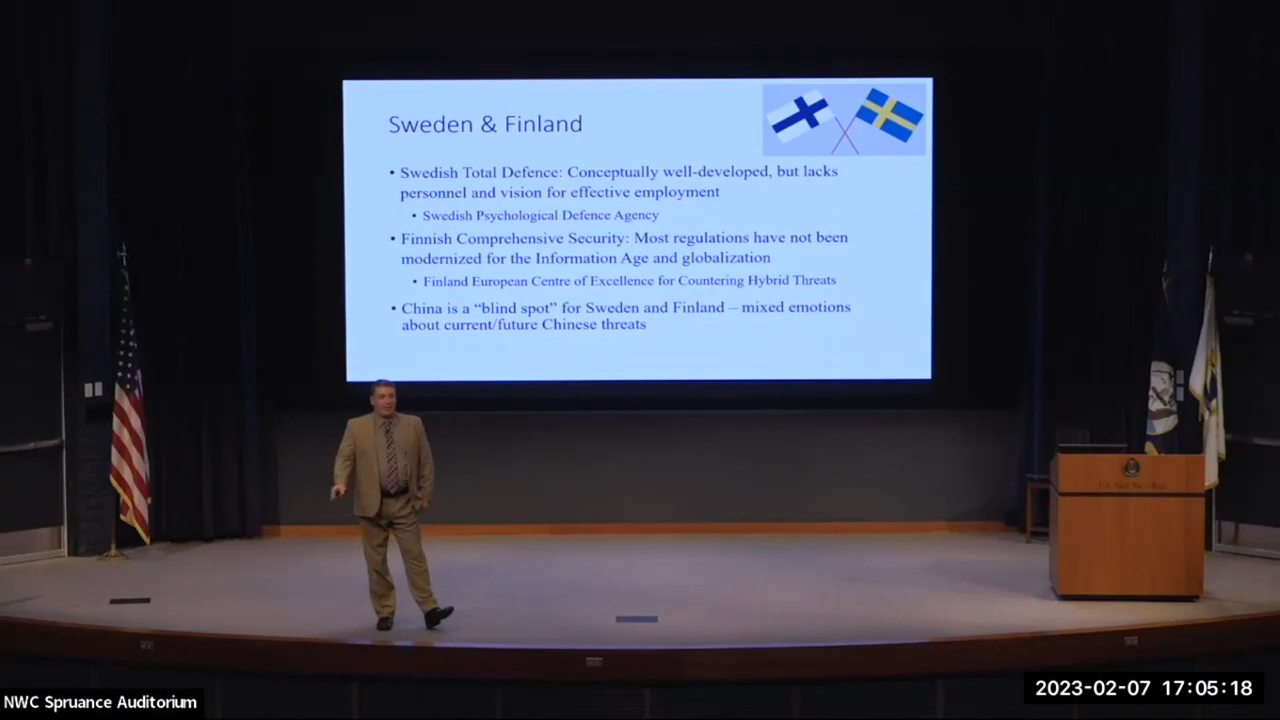 Sweden & Finland
• Swedish Total Defence: Conceptually well-developed, but lacks
personnel and vision for effective employment
• Swedish Psychological Defence Agency
• Finnish Comprehensive Security: Most regulations have not been
modernized for the Information Age and globalization
• Finland European Centre of Excellence for Countering Hybrid Threats
• China is a “blind spot” for Sweden and Finland – mixed emotions
about current/future Chinese threats
NWC Spruance Auditorium
2023-02-07 17:05:18